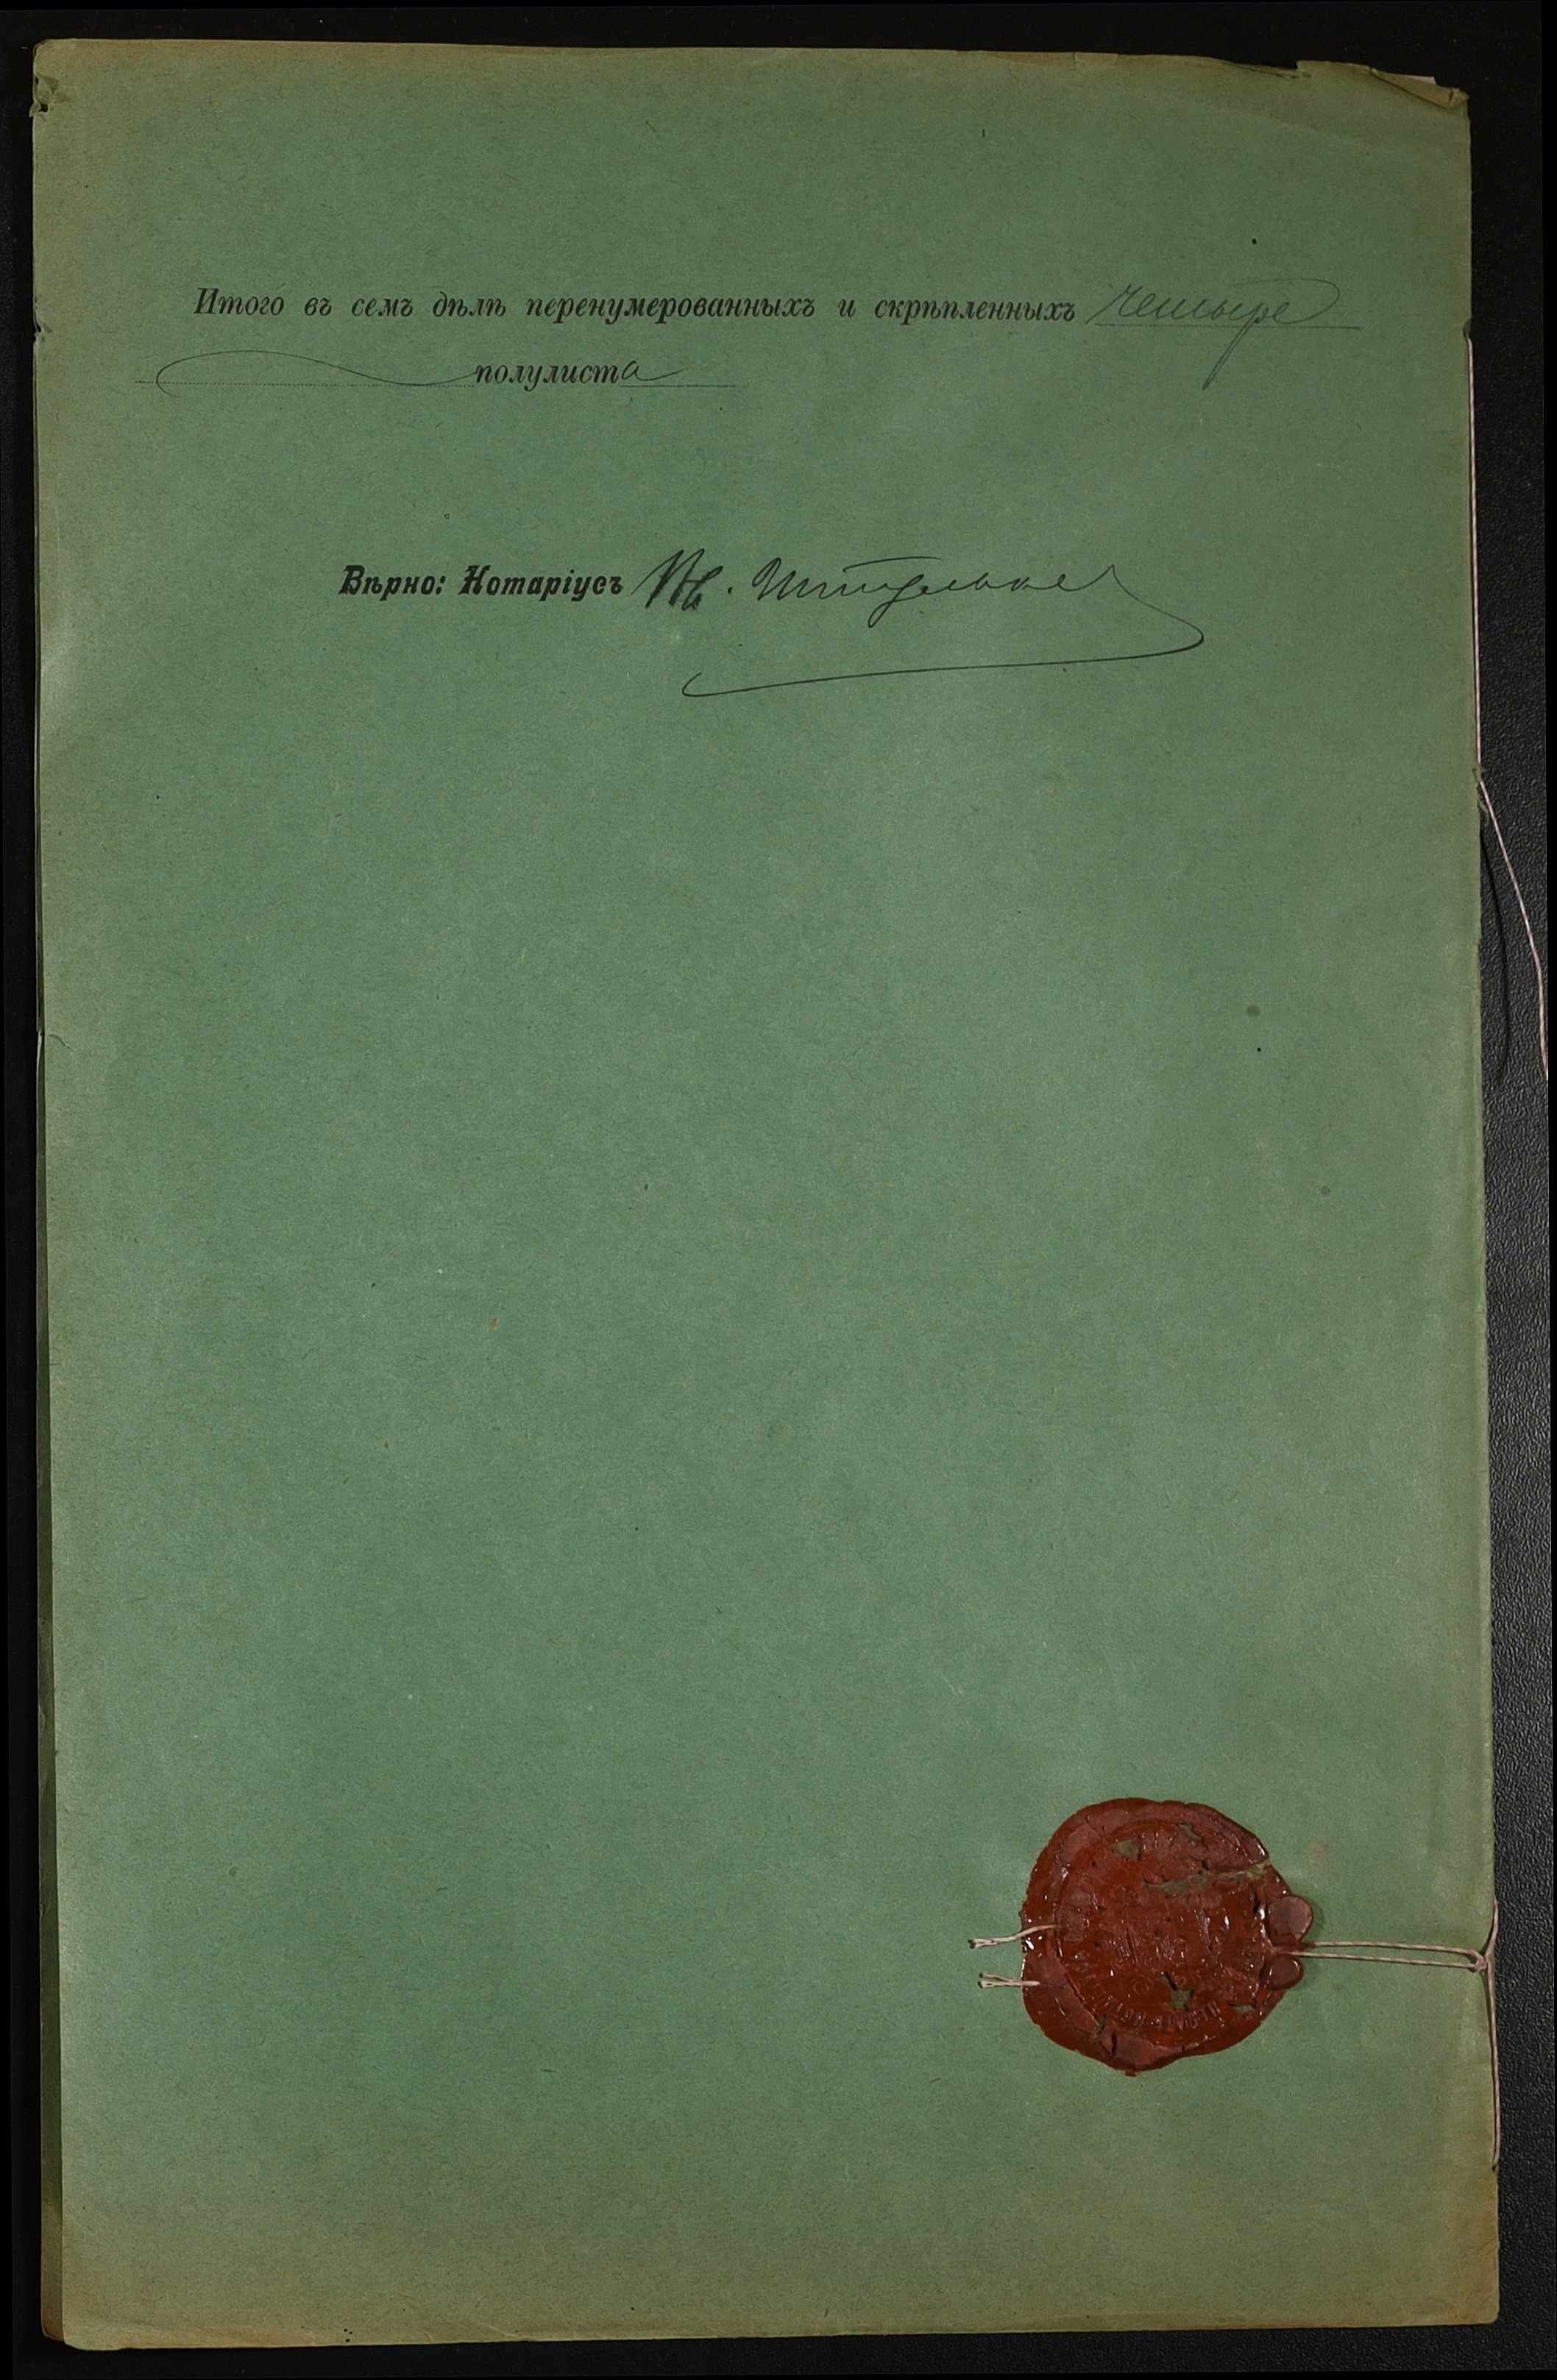 Итого въ семъ дѣлѣ перенумерованныхъ и скрѣпленныхъ четыре
полулиста
Вѣрно: Нотаріусъ